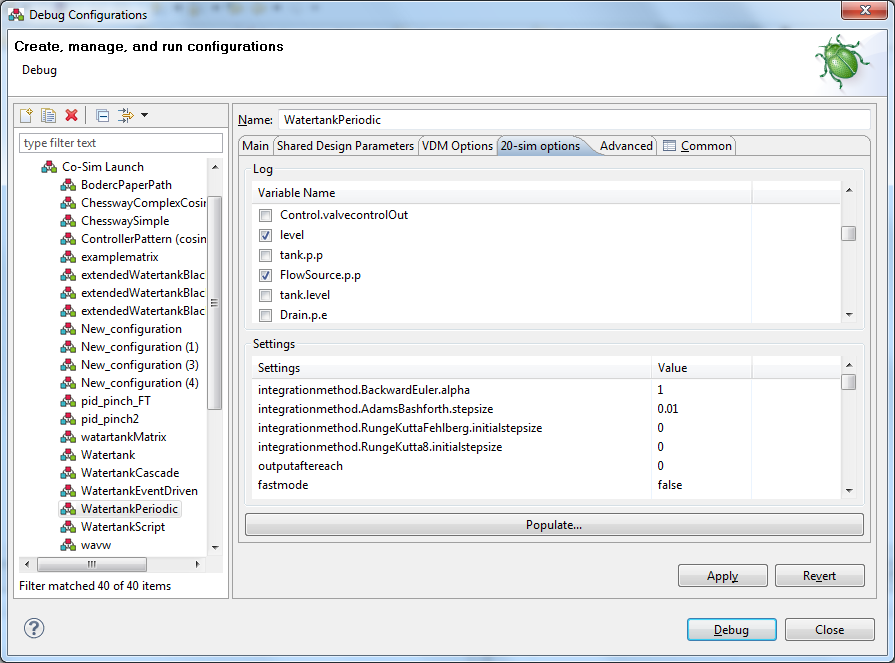 Debug Configurations
Create, manage, and run configurations
Debug
type filter text
Co-Sim Launch
BodercPaperPath
ChesswayComplexCosin
ChesswaySimple
ControllerPattern (cosin
examplematrix
extendedWatertankBlac
extendedWatertankBlac
extendedWatertankBlac
New_configuration
New_configuration (1)
New_configuration (3)
New_configuration (4)
pid_pinch_FT
pid_pinch2
watartankMatrix
Watertank
WatertankCascade
WatertankEventDriven
WatertankPeriodic
WatertankScript
wavw
Filter matched 40 of 40 items
Name: WatertankPeriodic
Main Shared Design Parameters VDM Options 20-sim options Advanced Common
Log
Variable Name
Control.valvecontrolOut
level
tank.p.p
FlowSource.p.p
tank.level
Drain.p.e
Settings
Settings Value
integrationmethod.BackwardEuler.alpha 1
integrationmethod.AdamsBashforth.stepsize 0.01
integrationmethod.RungeKuttaFehlberg.initialstepsize 0
integrationmethod.RungeKutta8.initialstepsize 0
outputaftereach 0
fastmode false
Populate...
Apply Revert
? Debug Close